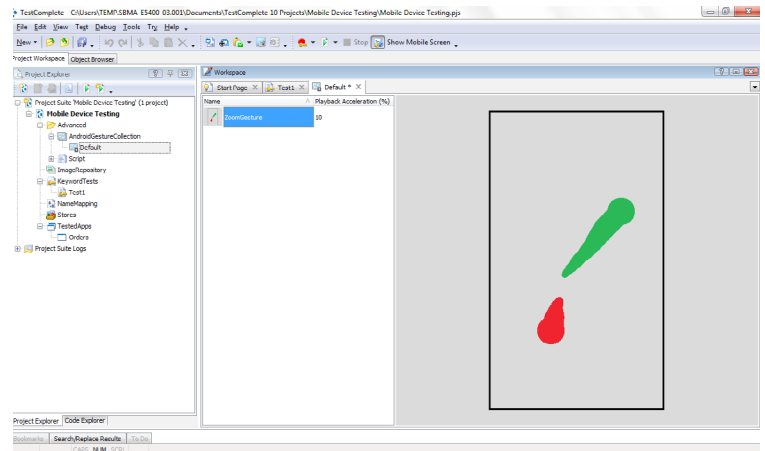 TestComplete C:\Users\TEMP.SBMA E5400 03.001\Documents\TestComplete 10 Projects\Mobile Device Testing\Mobile Device Testing.pjs
File Edit View Test Debug Tools Try Help
New Stop Show Mobile Screen
Project Workspace Object Browser
Project Explorer
Workspace
Start Page Test1 Default *
Name Playback Acceleration (%)
ZoomGesture 10
Project Suite 'Mobile Device Testing' (1 project)
Mobile Device Testing
Advanced
AndroidGestureCollection
Default
Script
ImageRepository
KeywordTests
Test1
NameMapping
Stores
TestedApps
Orders
Project Suite Logs
Project Explorer Code Explorer
Bookmarks Search/Replace Results To Do
CAPS NUM SCRL